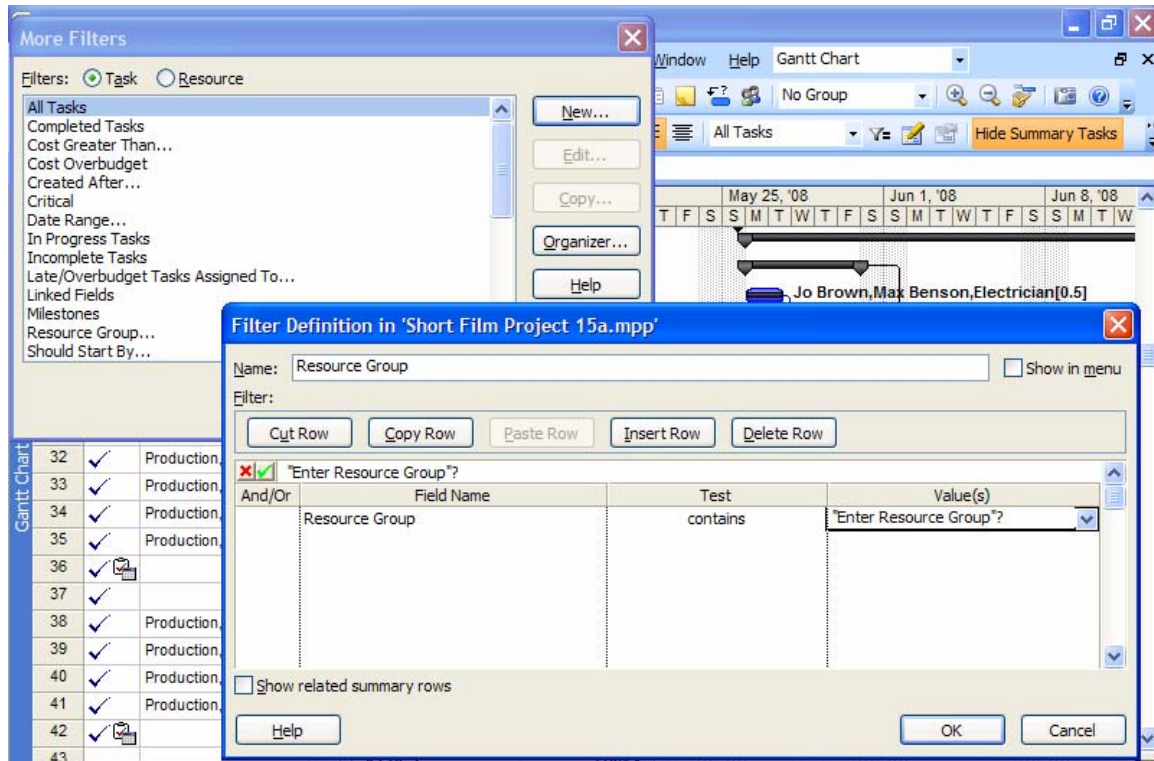 More Filters
Filters: Task Resource
All Tasks
Completed Tasks
Cost Greater Than...
Cost Overbudget
Created After...
Critical
Date Range...
In Progress Tasks
Incomplete Tasks
Late/Overbudget Tasks Assigned To...
Linked Fields
Milestones
Resource Group...
Should Start By...
New...
Edit...
Copy...
Organizer...
Help
Window Help Gantt Chart
No Group
All Tasks Hide Summary Tasks
May 25, '08 Jun 1, '08 Jun 8, '08
T F S S M T W T F S S M T W T F S S M T W
Jo Brown,Max Benson,Electrician[0.5]
Filter Definition in 'Short Film Project 15a.mpp'
Name: Resource Group Show in menu
Filter:
Cut Row Copy Row Paste Row Insert Row Delete Row
"Enter Resource Group"?
And/Or Field Name Test Value(s)
Resource Group contains "Enter Resource Group"?
Show related summary rows
Help OK Cancel
Gantt Chart
32 Production,
33 Production,
34 Production,
35 Production,
36
37
38 Production,
39 Production,
40 Production,
41 Production,
42
43